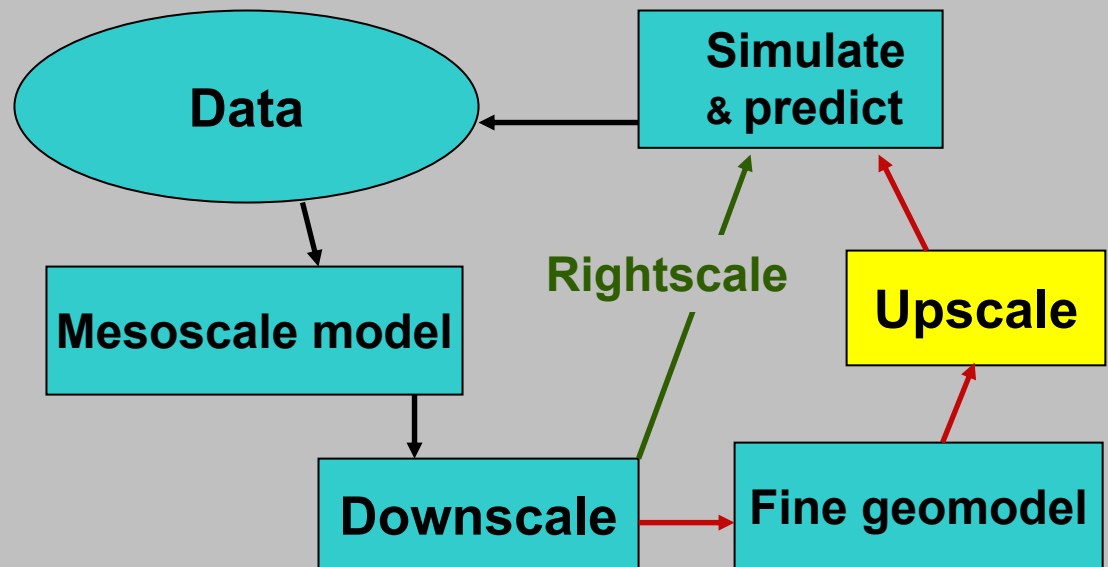 Data
Simulate
& predict
Rightscale
Mesoscale model
Upscale
Downscale
Fine geomodel